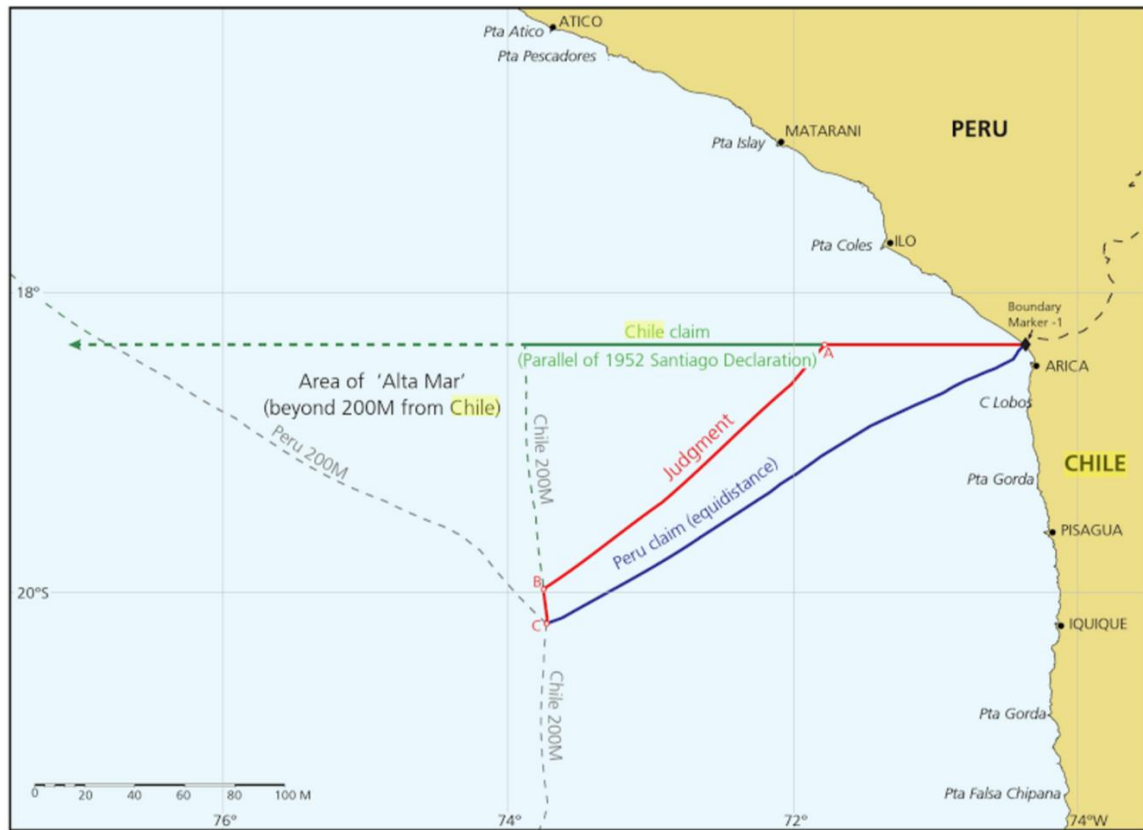 ATICO
Pta Atico
Pta Pescadores
MATARANI
Pta Islay
PERU
ILO
Pta Coles
18°
Boundary
Marker -1
Chile claim
(Parallel of 1952 Santiago Declaration)
A
ARICA
Area of 'Alta Mar'
(beyond 200M from Chile)
C Lobos
Peru 200M
Chile 200M
Judgment
CHILE
Pta Gorda
Peru claim (equidistance)
PISAGUA
B
20°S
C
IQUIQUE
Chile 200M
Pta Gorda
0 20 40 60 80 100 M
Pta Falsa Chipana
76° 74° 72° 74°W